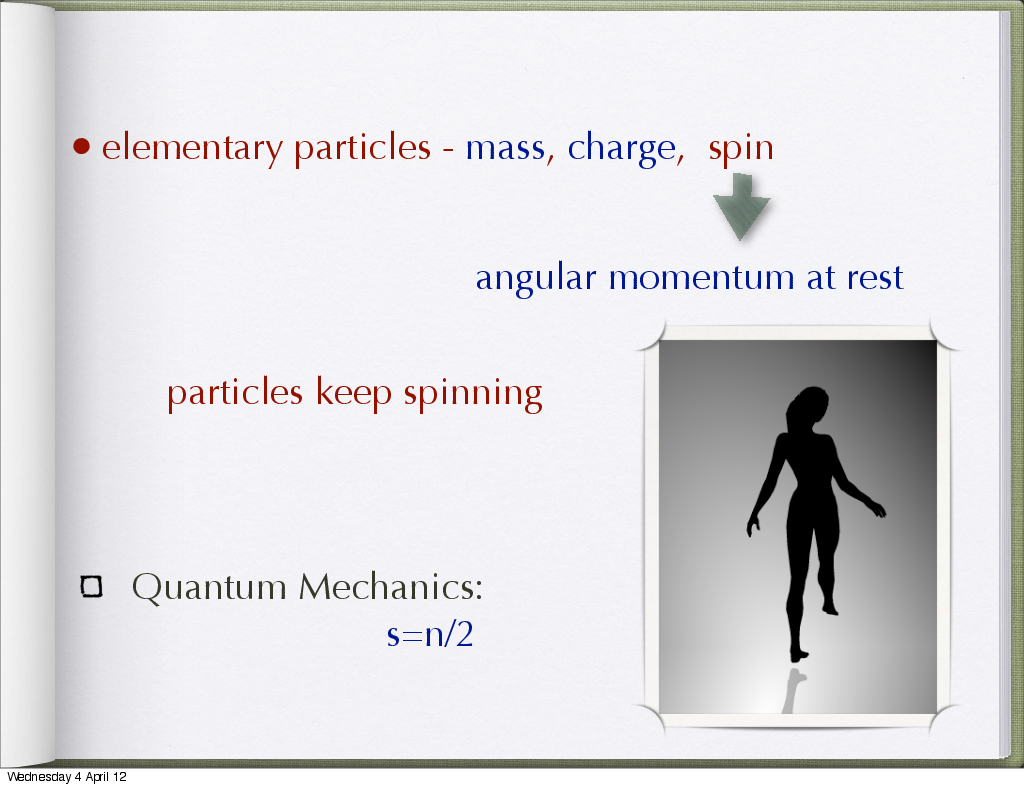 • elementary particles - mass, charge, spin
angular momentum at rest
particles keep spinning
Quantum Mechanics:
s=n/2
Wednesday 4 April 12